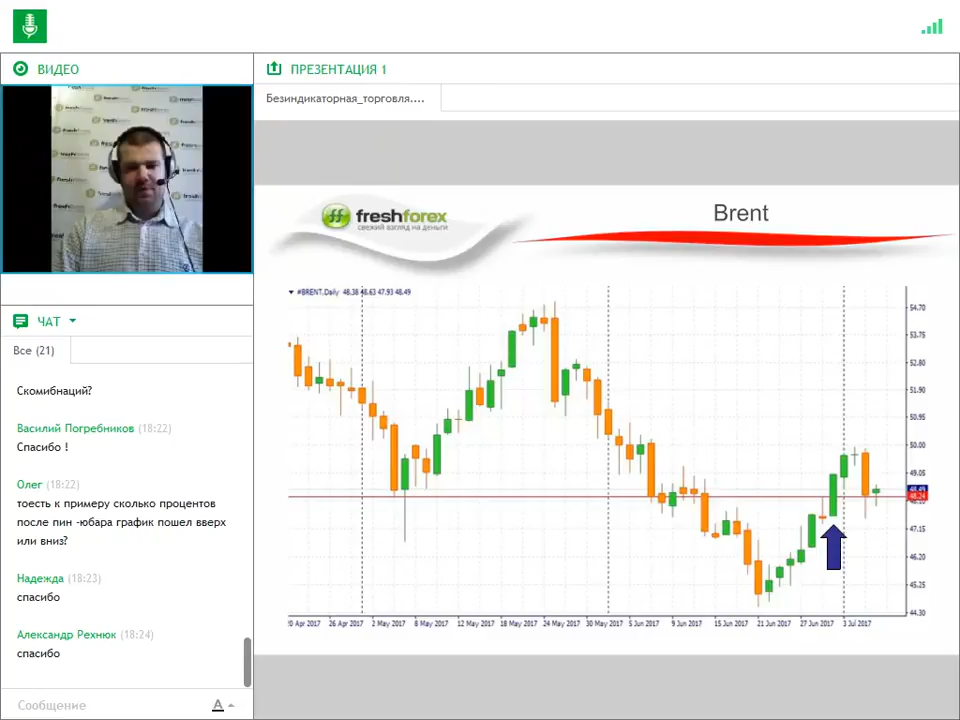 ВИДЕО
ПРЕЗЕНТАЦИЯ 1
Безиндикаторная_торговля....
freshforex
свежий взгляд на деньги
Brent
#BRENT,Daily 48.38 48.63 47.93 48.49
54.70
53.75
52.80
51.90
50.95
50.00
49.05
48.49
48.24
47.15
46.20
45.25
44.30
20 Apr 2017 26 Apr 2017 2 May 2017 8 May 2017 12 May 2017 18 May 2017 24 May 2017 30 May 2017 5 Jun 2017 9 Jun 2017 15 Jun 2017 21 Jun 2017 27 Jun 2017 3 Jul 2017
ЧАТ
Все (21)
Скомибнаций?
Василий Погребников (18:22)
Спасибо !
Олег (18:22)
тоесть к примеру сколько процентов
после пин -юбара график пошел вверх
или вниз?
Надежда (18:23)
спасибо
Александр Рехнюк (18:24)
спасибо
Сообщение
A